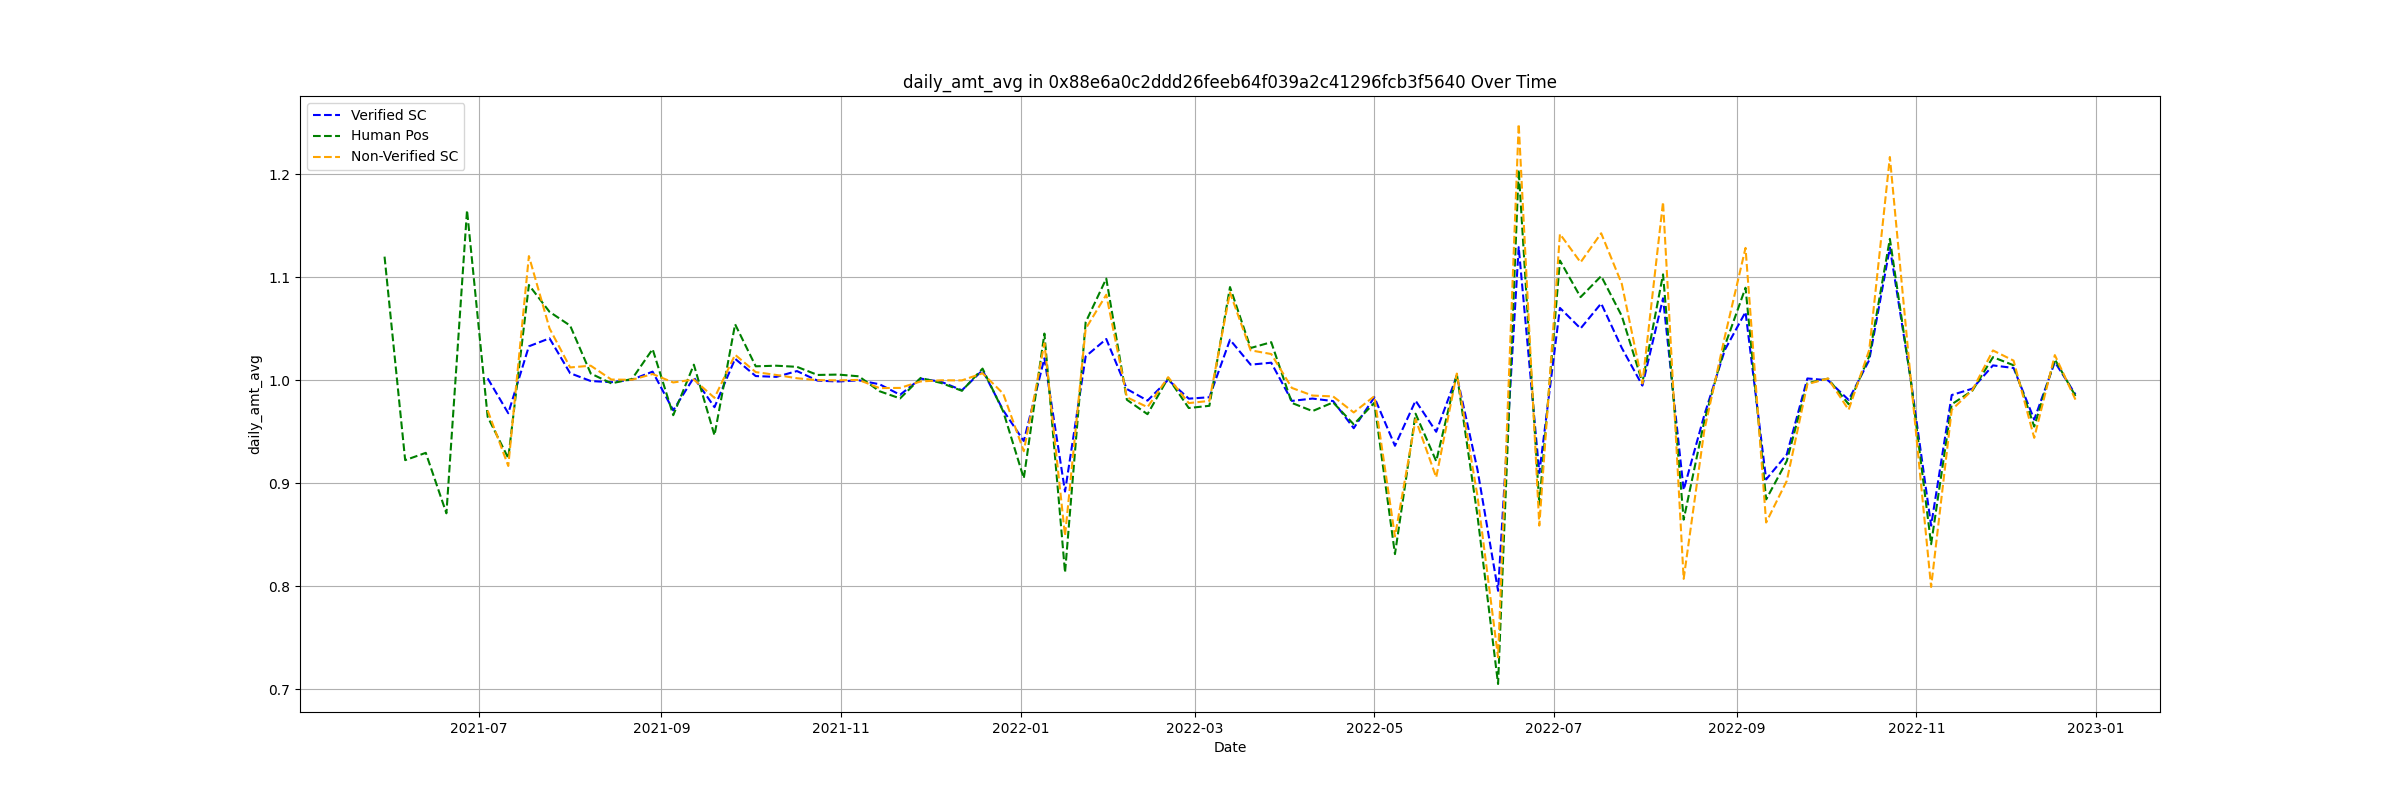 daily_amt_avg in 0x88e6a0c2ddd26feeb64f039a2c41296fcb3f5640 Over Time
Verified SC
Human Pos
Non-Verified SC
daily_amt_avg
1.2
1.1
1.0
0.9
0.8
0.7
2021-07
2021-09
2021-11
2022-01
2022-03
2022-05
2022-07
2022-09
2022-11
2023-01
Date